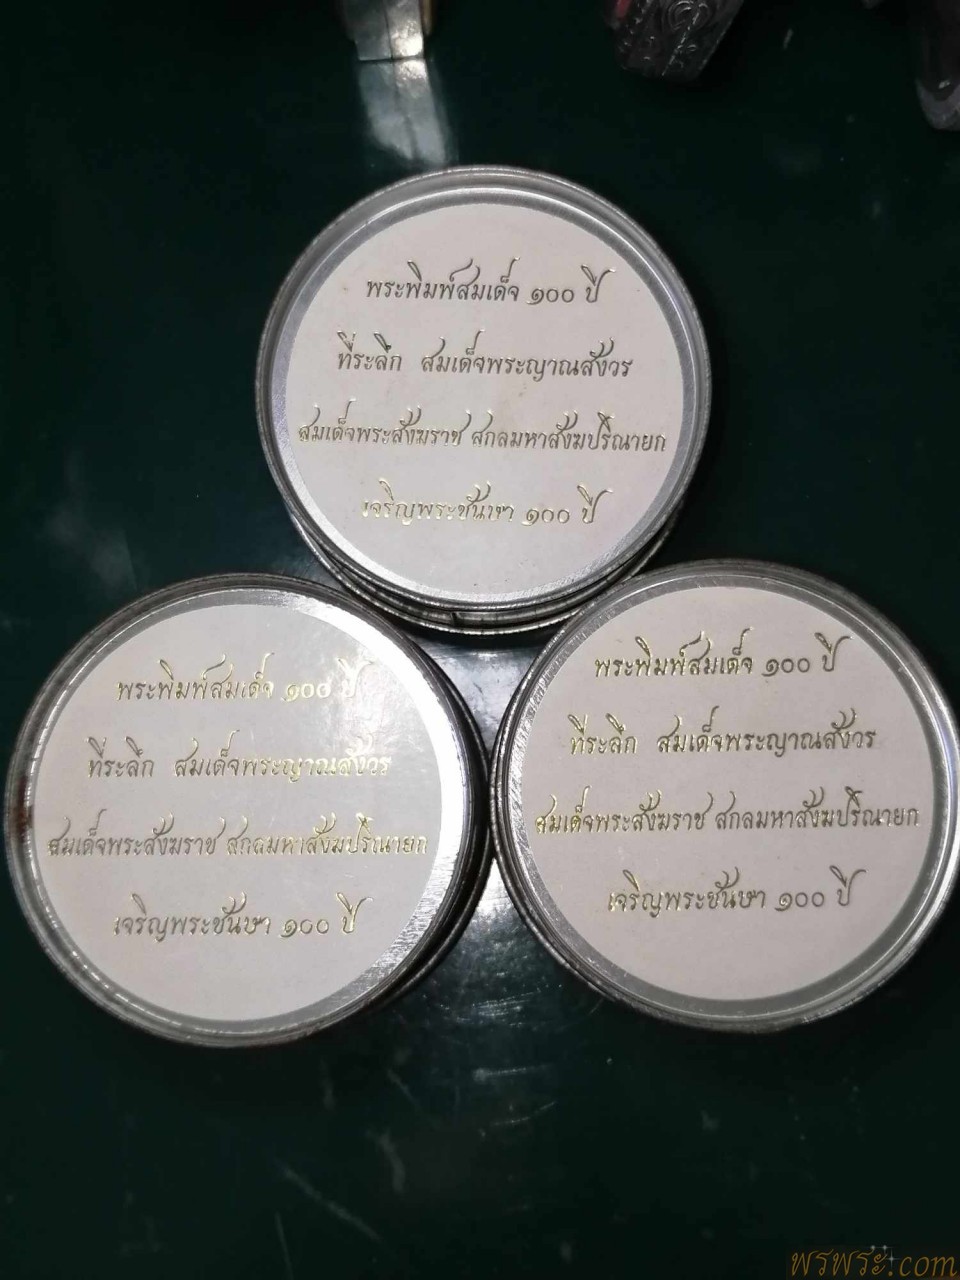 พระพิมพ์สมเด็จ ๑๐๐ ปี
ที่ระลึก สมเด็จพระญาณสังวร
สมเด็จพระสังฆราช สกลมหาสังฆปริณายก
เจริญพระชันษา ๑๐๐ ปี
พระพิมพ์สมเด็จ ๑๐๐ ปี
ที่ระลึก สมเด็จพระญาณสังวร
สมเด็จพระสังฆราช สกลมหาสังฆปริณายก
เจริญพระชันษา ๑๐๐ ปี
พระพิมพ์สมเด็จ ๑๐๐ ปี
ที่ระลึก สมเด็จพระญาณสังวร
สมเด็จพระสังฆราช สกลมหาสังฆปริณายก
เจริญพระชันษา ๑๐๐ ปี
พรพระ.com